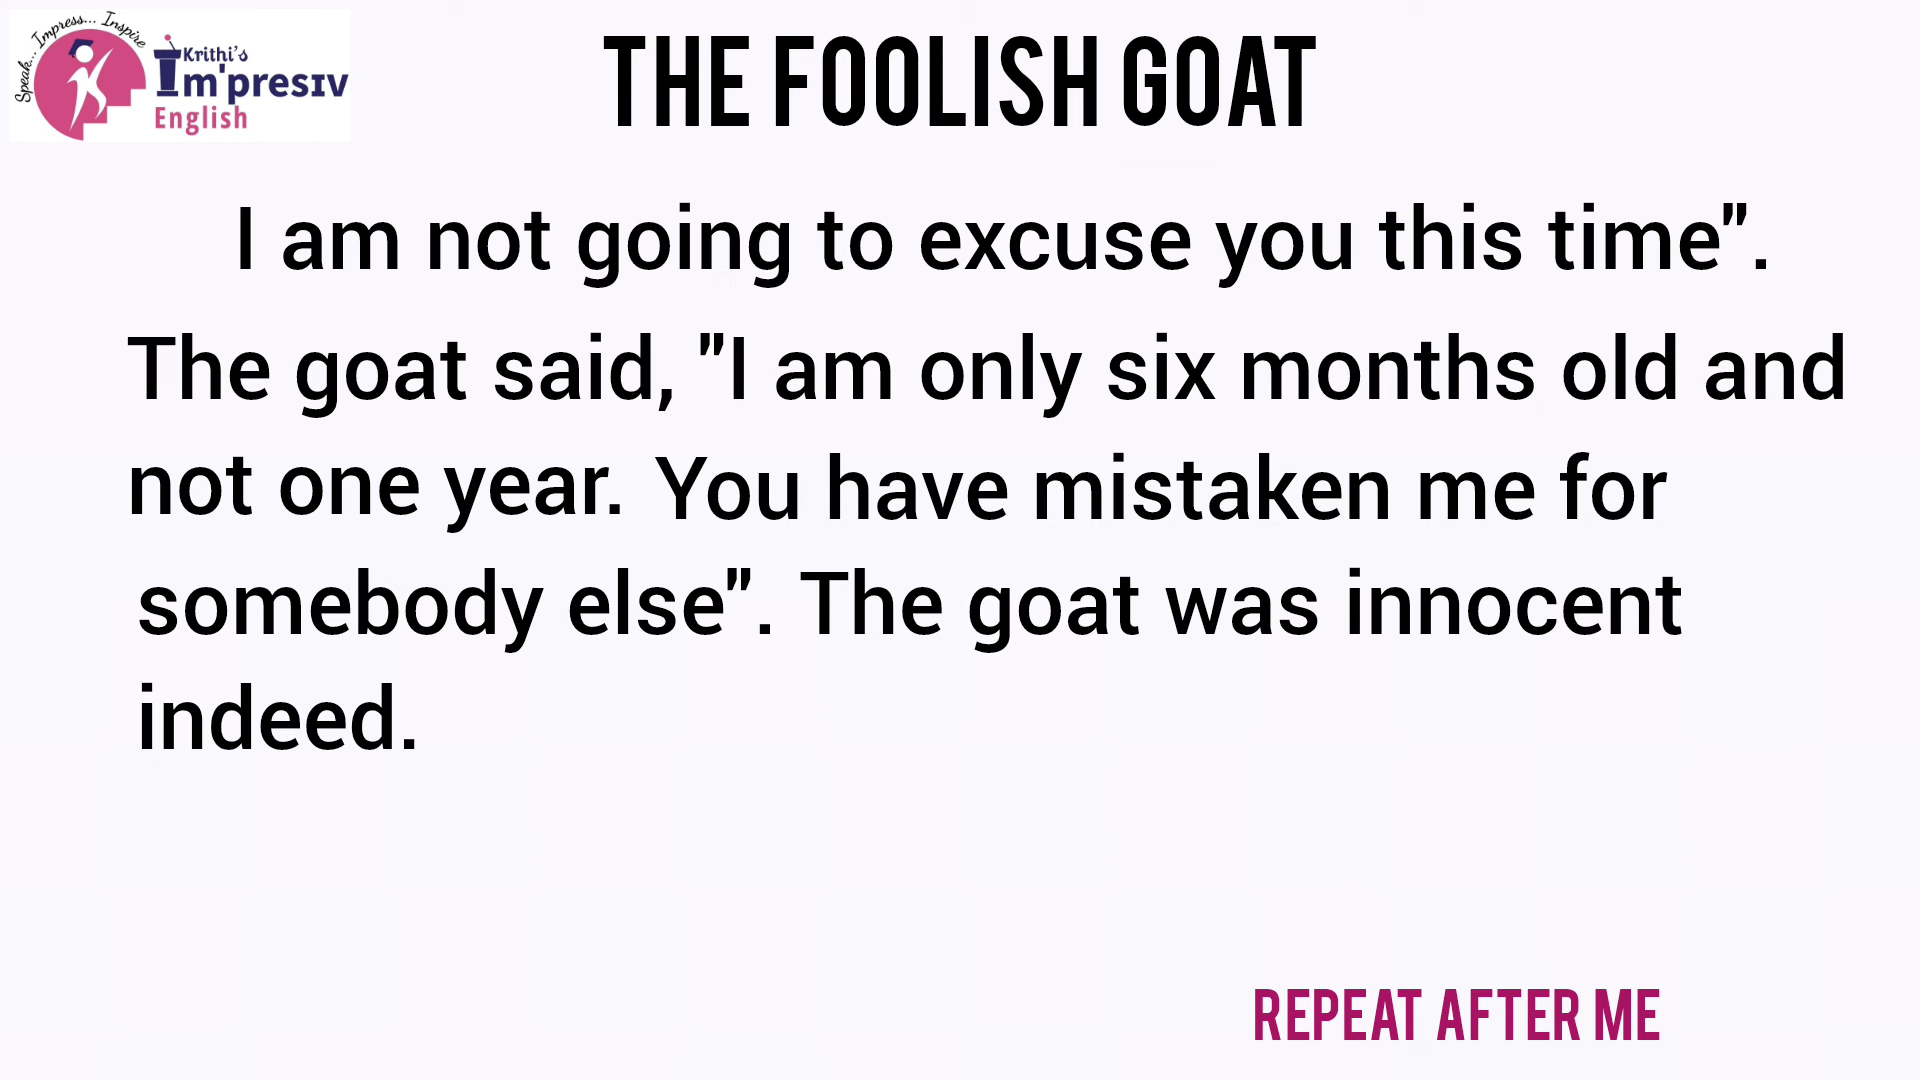 Speak... Impress... Inspire
Krithi's
Im'presɪv
English
THE FOOLISH GOAT
I am not going to excuse you this time".
The goat said, "I am only six months old and
not one year. You have mistaken me for
somebody else". The goat was innocent
indeed.
REPEAT AFTER ME